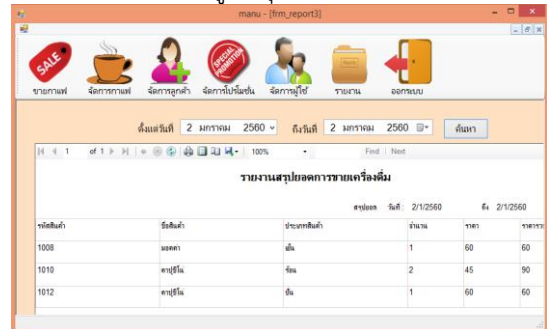 manu - [frm_report3]
SALE
SPECIAL PROMOTION
ขายกาแฟ จัดการกาแฟ จัดการลูกค้า จัดการโปรโมชั่น จัดการผู้ใช้ รายงาน ออกระบบ
ตั้งแต่วันที่ 2 มกราคม 2560 ถึงวันที่ 2 มกราคม 2560 ค้นหา
1 of 1 100% Find | Next
รายงานสรุปยอดการขายเครื่องดื่ม
สรุปยอด วันที่ : 2/1/2560 ถึง 2/1/2560
รหัสสินค้า ชื่อสินค้า ประเภทสินค้า จำนวน ราคา ราคารว
1008 มอคค่า เย็น 1 60 60
1010 คาปูชิโน่ ร้อน 2 45 90
1012 คาปูชิโน่ ปั่น 1 60 60